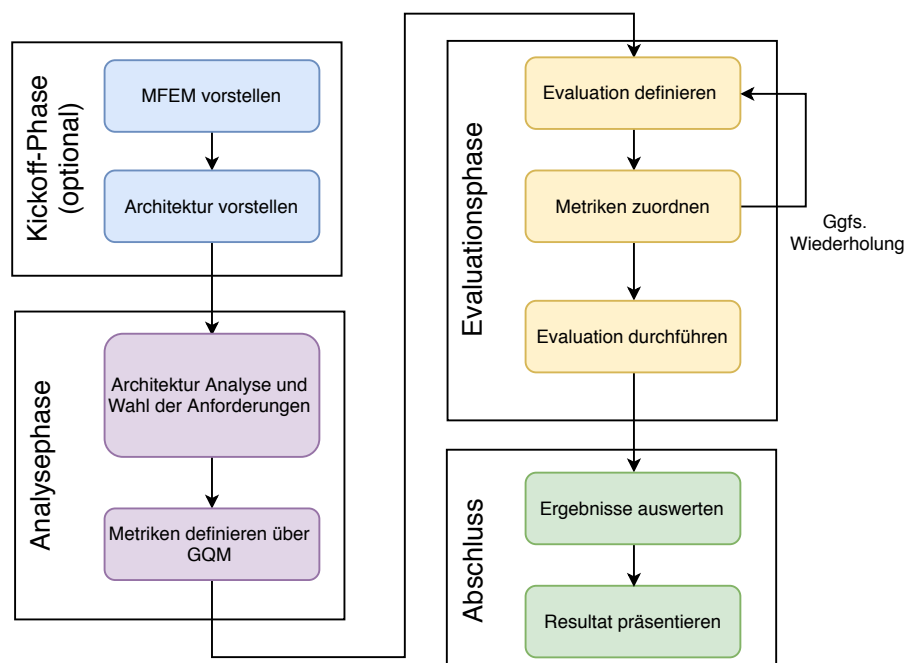 Kickoff-Phase
(optional)
MFEM vorstellen
Architektur vorstellen
Analysephase
Architektur Analyse und
Wahl der Anforderungen
Metriken definieren über
GQM
Evaluationsphase
Evaluation definieren
Metriken zuordnen
Ggfs.
Wiederholung
Evaluation durchführen
Abschluss
Ergebnisse auswerten
Resultat präsentieren